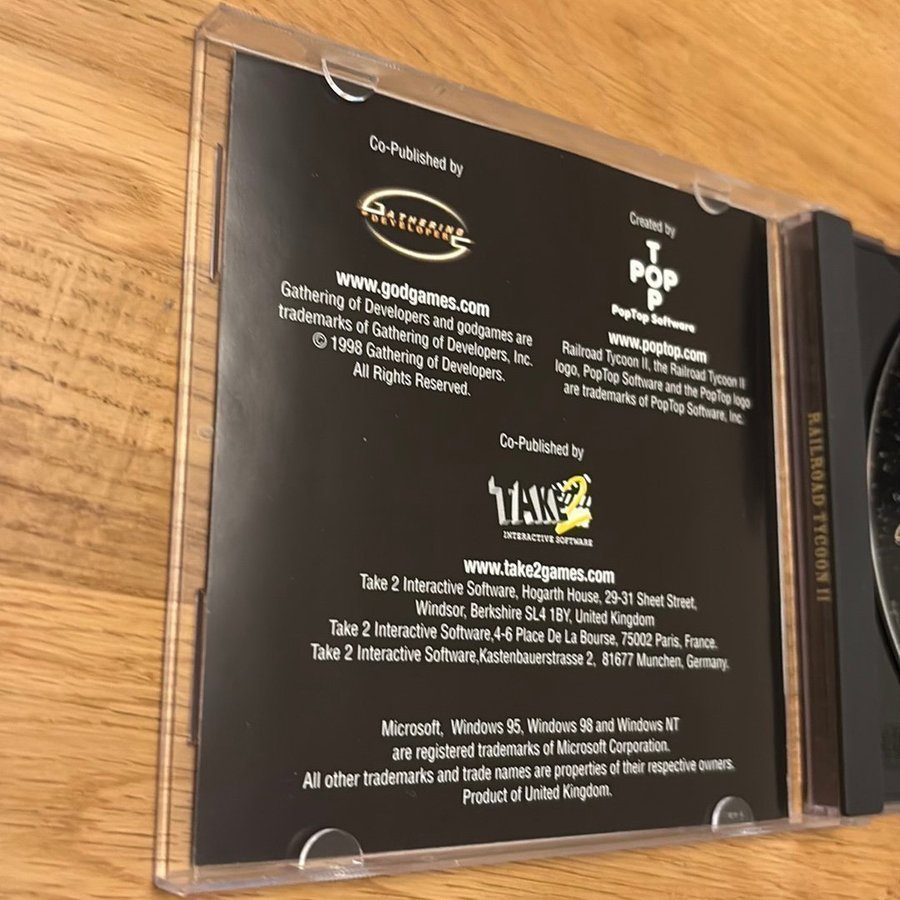 Co-Published by
GATHERING
OF DEVELOPERS
www.godgames.com
Gathering of Developers and godgames are
trademarks of Gathering of Developers, Inc.
© 1998 Gathering of Developers.
All Rights Reserved.
Created by
TOP
POP
PopTop Software
www.poptop.com
Railroad Tycoon II, the Railroad Tycoon II
logo, PopTop Software and the PopTop logo
are trademarks of PopTop Software, Inc.
Co-Published by
TAKE2
INTERACTIVE SOFTWARE
www.take2games.com
Take 2 Interactive Software, Hogarth House, 29-31 Sheet Street,
Windsor, Berkshire SL4 1BY, United Kingdom
Take 2 Interactive Software,4-6 Place De La Bourse, 75002 Paris, France.
Take 2 Interactive Software,Kastenbauerstrasse 2, 81677 Munchen, Germany.
Microsoft, Windows 95, Windows 98 and Windows NT
are registered trademarks of Microsoft Corporation.
All other trademarks and trade names are properties of their respective owners.
Product of United Kingdom.
RAILROAD TYCOON II